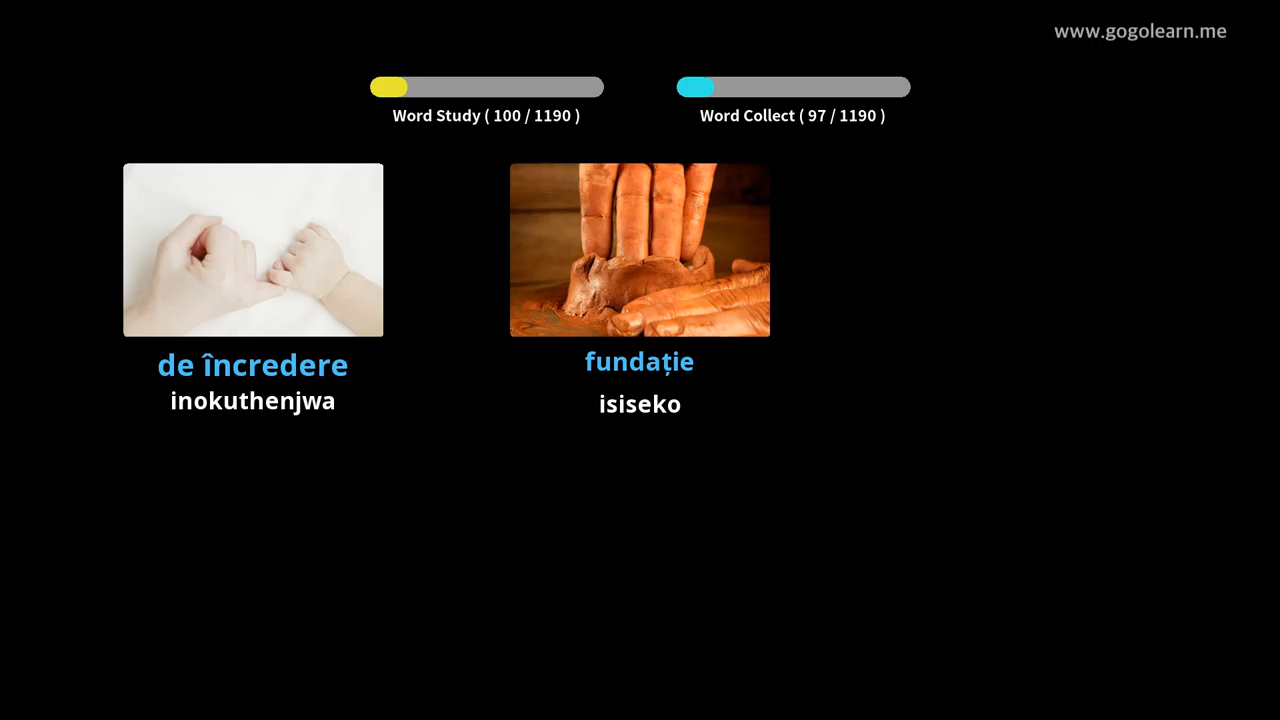 www.gogolearn.me
Word Study ( 100 / 1190 )
Word Collect ( 97 / 1190 )
de încredere
inokuthenjwa
fundație
isiseko